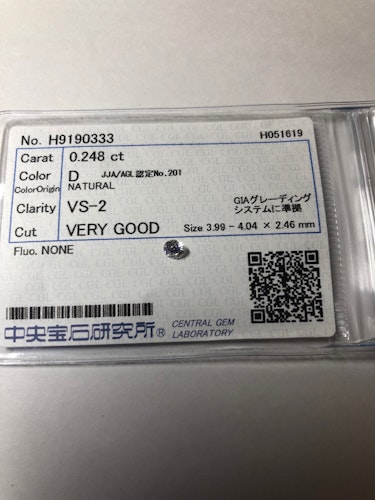 No. H9190333 H051619
Carat 0.248 ct
Color D JJA/AGL認定No.201
ColorOrigin NATURAL
Clarity VS-2 GIAグレーディング
システムに準拠
Cut VERY GOOD Size 3.99 - 4.04 × 2.46 mm
Fluo. NONE
中央宝石研究所® CENTRAL GEM
LABORATORY